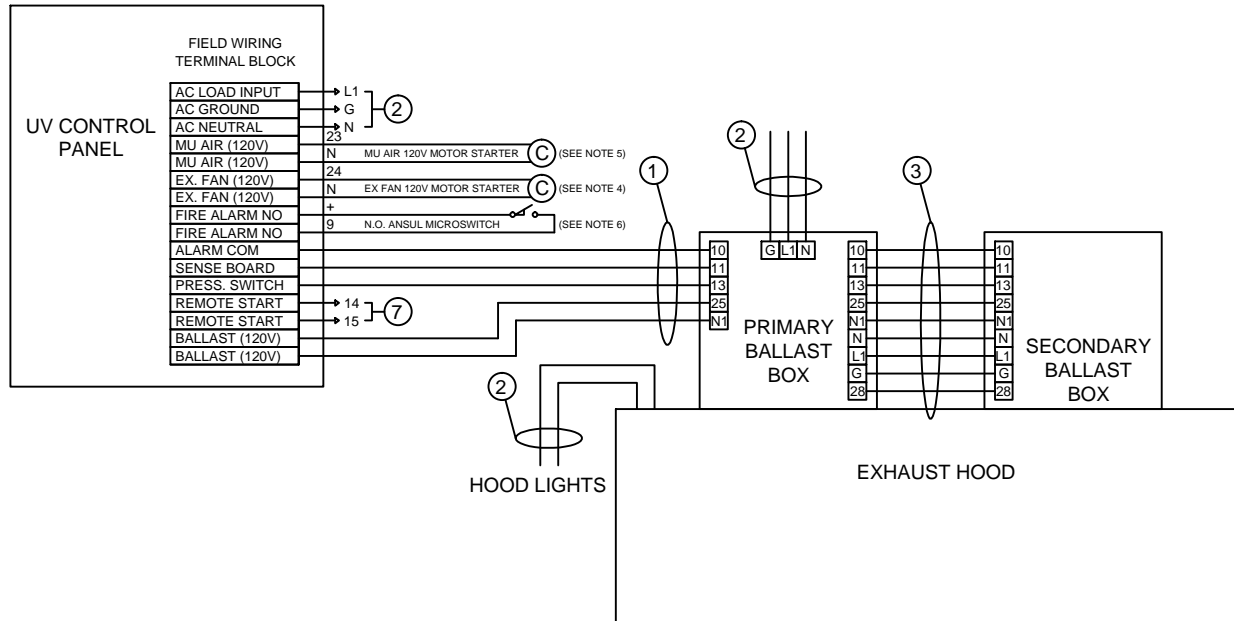 FIELD WIRING
TERMINAL BLOCK
UV CONTROL
PANEL
AC LOAD INPUT
AC GROUND
AC NEUTRAL
MU AIR (120V)
MU AIR (120V)
EX. FAN (120V)
EX. FAN (120V)
FIRE ALARM NO
FIRE ALARM NO
ALARM COM
SENSE BOARD
PRESS. SWITCH
REMOTE START
REMOTE START
BALLAST (120V)
BALLAST (120V)
L1
G
N
2
23
N MU AIR 120V MOTOR STARTER C (SEE NOTE 5)
24
N EX FAN 120V MOTOR STARTER C (SEE NOTE 4)
+
9 N.O. ANSUL MICROSWITCH (SEE NOTE 6)
14
15
7
1
2
3
G L1 N
10
11
13
25
N1
PRIMARY
BALLAST
BOX
10
11
13
25
N1
N
L1
G
28
10
11
13
25
N1
N
L1
G
28
SECONDARY
BALLAST
BOX
2
HOOD LIGHTS
EXHAUST HOOD